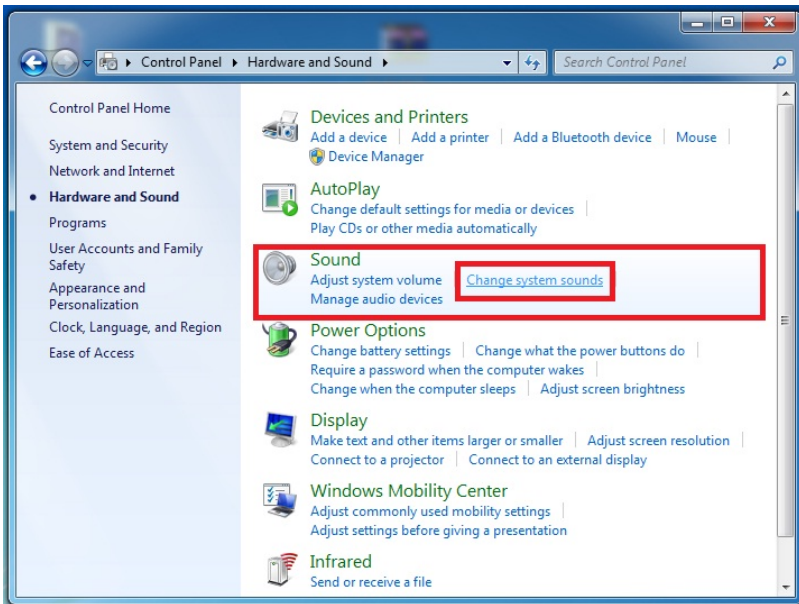 Control Panel Hardware and Sound
Search Control Panel
Control Panel Home
System and Security
Network and Internet
Hardware and Sound
Programs
User Accounts and Family
Safety
Appearance and
Personalization
Clock, Language, and Region
Ease of Access
Devices and Printers
Add a device Add a printer Add a Bluetooth device Mouse
Device Manager
AutoPlay
Change default settings for media or devices
Play CDs or other media automatically
Sound
Adjust system volume Change system sounds
Manage audio devices
Power Options
Change battery settings Change what the power buttons do
Require a password when the computer wakes
Change when the computer sleeps Adjust screen brightness
Display
Make text and other items larger or smaller Adjust screen resolution
Connect to a projector Connect to an external display
Windows Mobility Center
Adjust commonly used mobility settings
Adjust settings before giving a presentation
Infrared
Send or receive a file